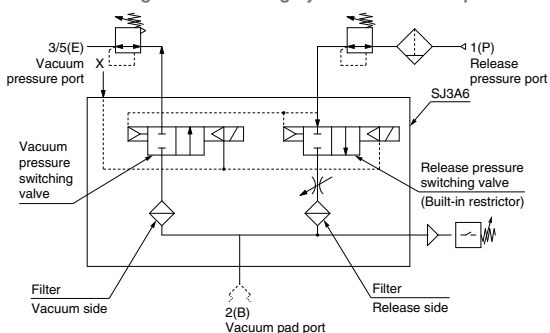 3/5(E)
Vacuum
pressure port
X
1(P)
Release
pressure port
SJ3A6
Vacuum
pressure
switching
valve
Release pressure
switching valve
(Built-in restrictor)
Filter
Vacuum side
Filter
Release side
2(B)
Vacuum pad port